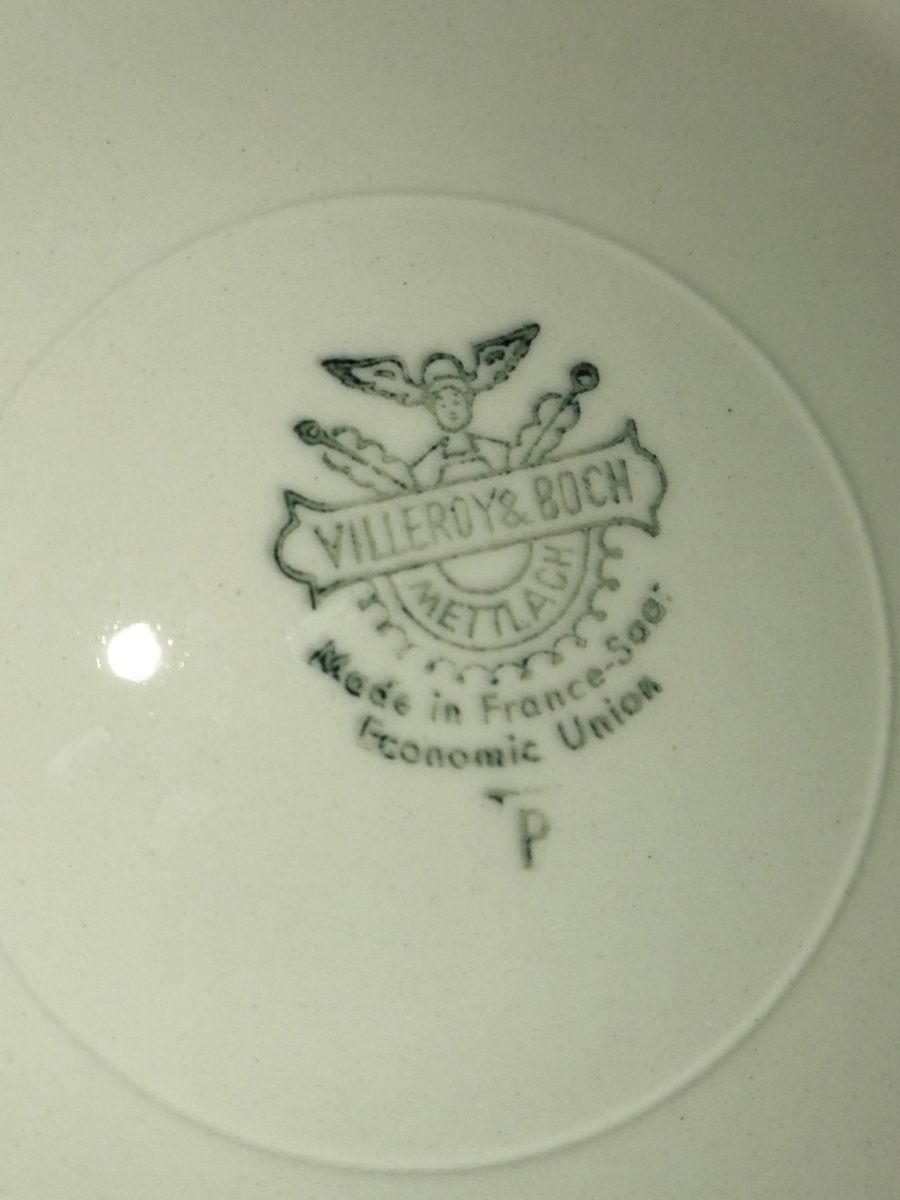 VILLEROY & BOCH
METTLACH
Made in France-Saar
Economic Union
P